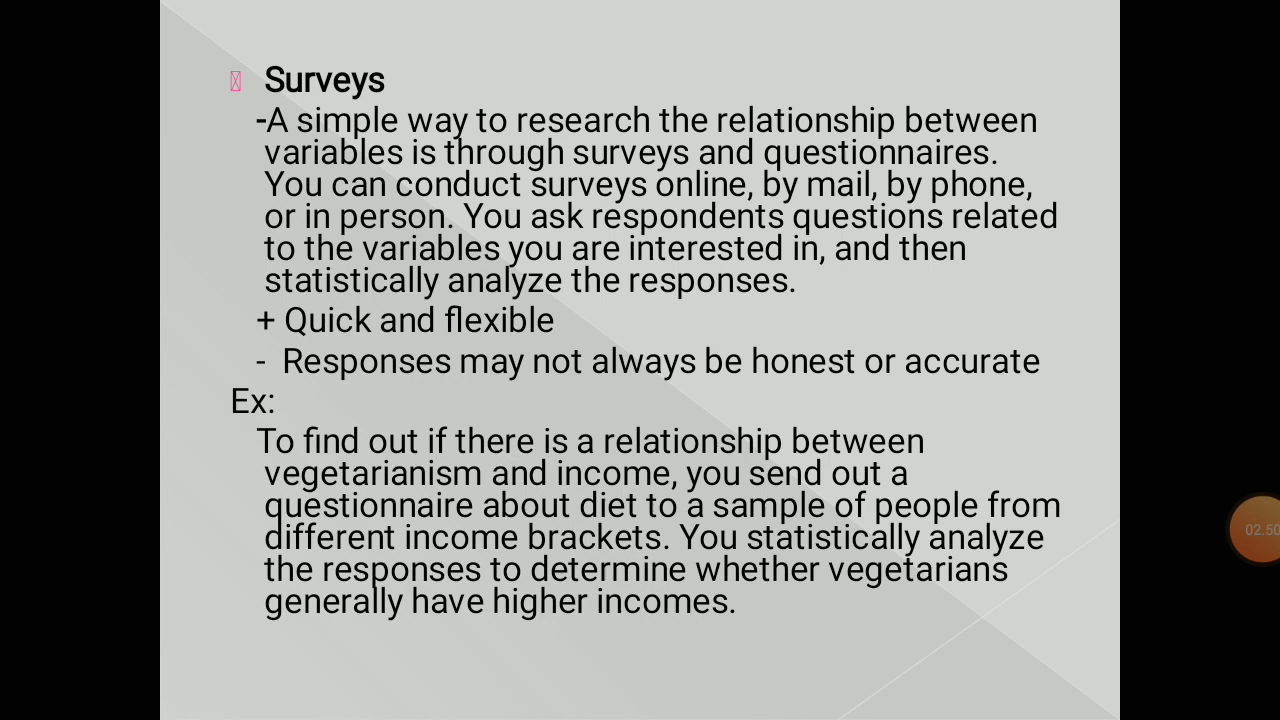 Surveys
-A simple way to research the relationship between
variables is through surveys and questionnaires.
You can conduct surveys online, by mail, by phone,
or in person. You ask respondents questions related
to the variables you are interested in, and then
statistically analyze the responses.
+ Quick and flexible
- Responses may not always be honest or accurate
Ex:
To find out if there is a relationship between
vegetarianism and income, you send out a
questionnaire about diet to a sample of people from
different income brackets. You statistically analyze
the responses to determine whether vegetarians
generally have higher incomes.
02.50